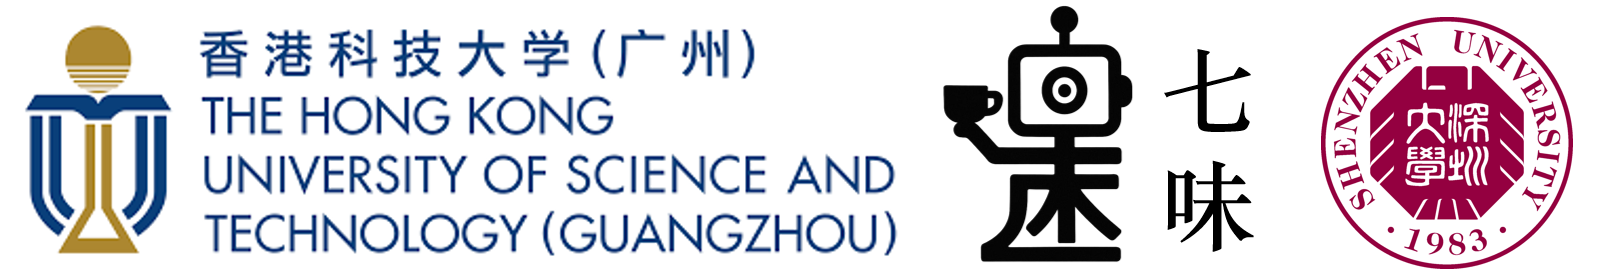 香港科技大学(广州)
THE HONG KONG
UNIVERSITY OF SCIENCE AND
TECHNOLOGY (GUANGZHOU)
七味
SHENZHEN UNIVERSITY
深圳
大學
·1983·